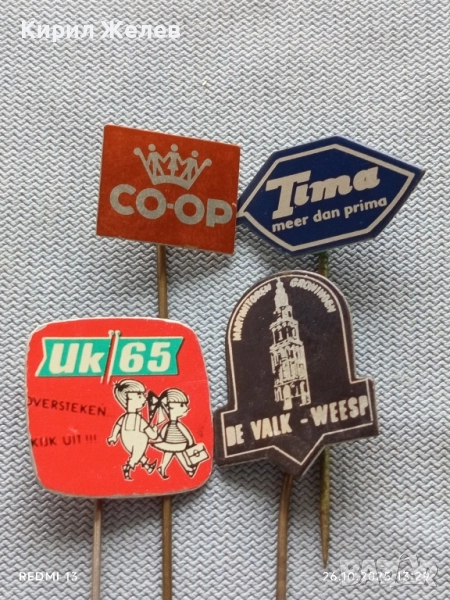 Кирил Желев
CO-OP
Tima
meer dan prima
MARTINITOREN GRONINGEN
DE VALK - WEESP
Uk 65
OVERSTEKEN.
KIJK UIT!!!
REDMI 13